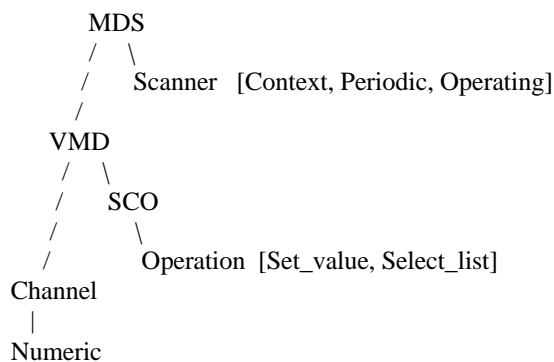 MDS
Scanner [Context, Periodic, Operating]
VMD
SCO
Operation [Set_value, Select_list]
Channel
Numeric